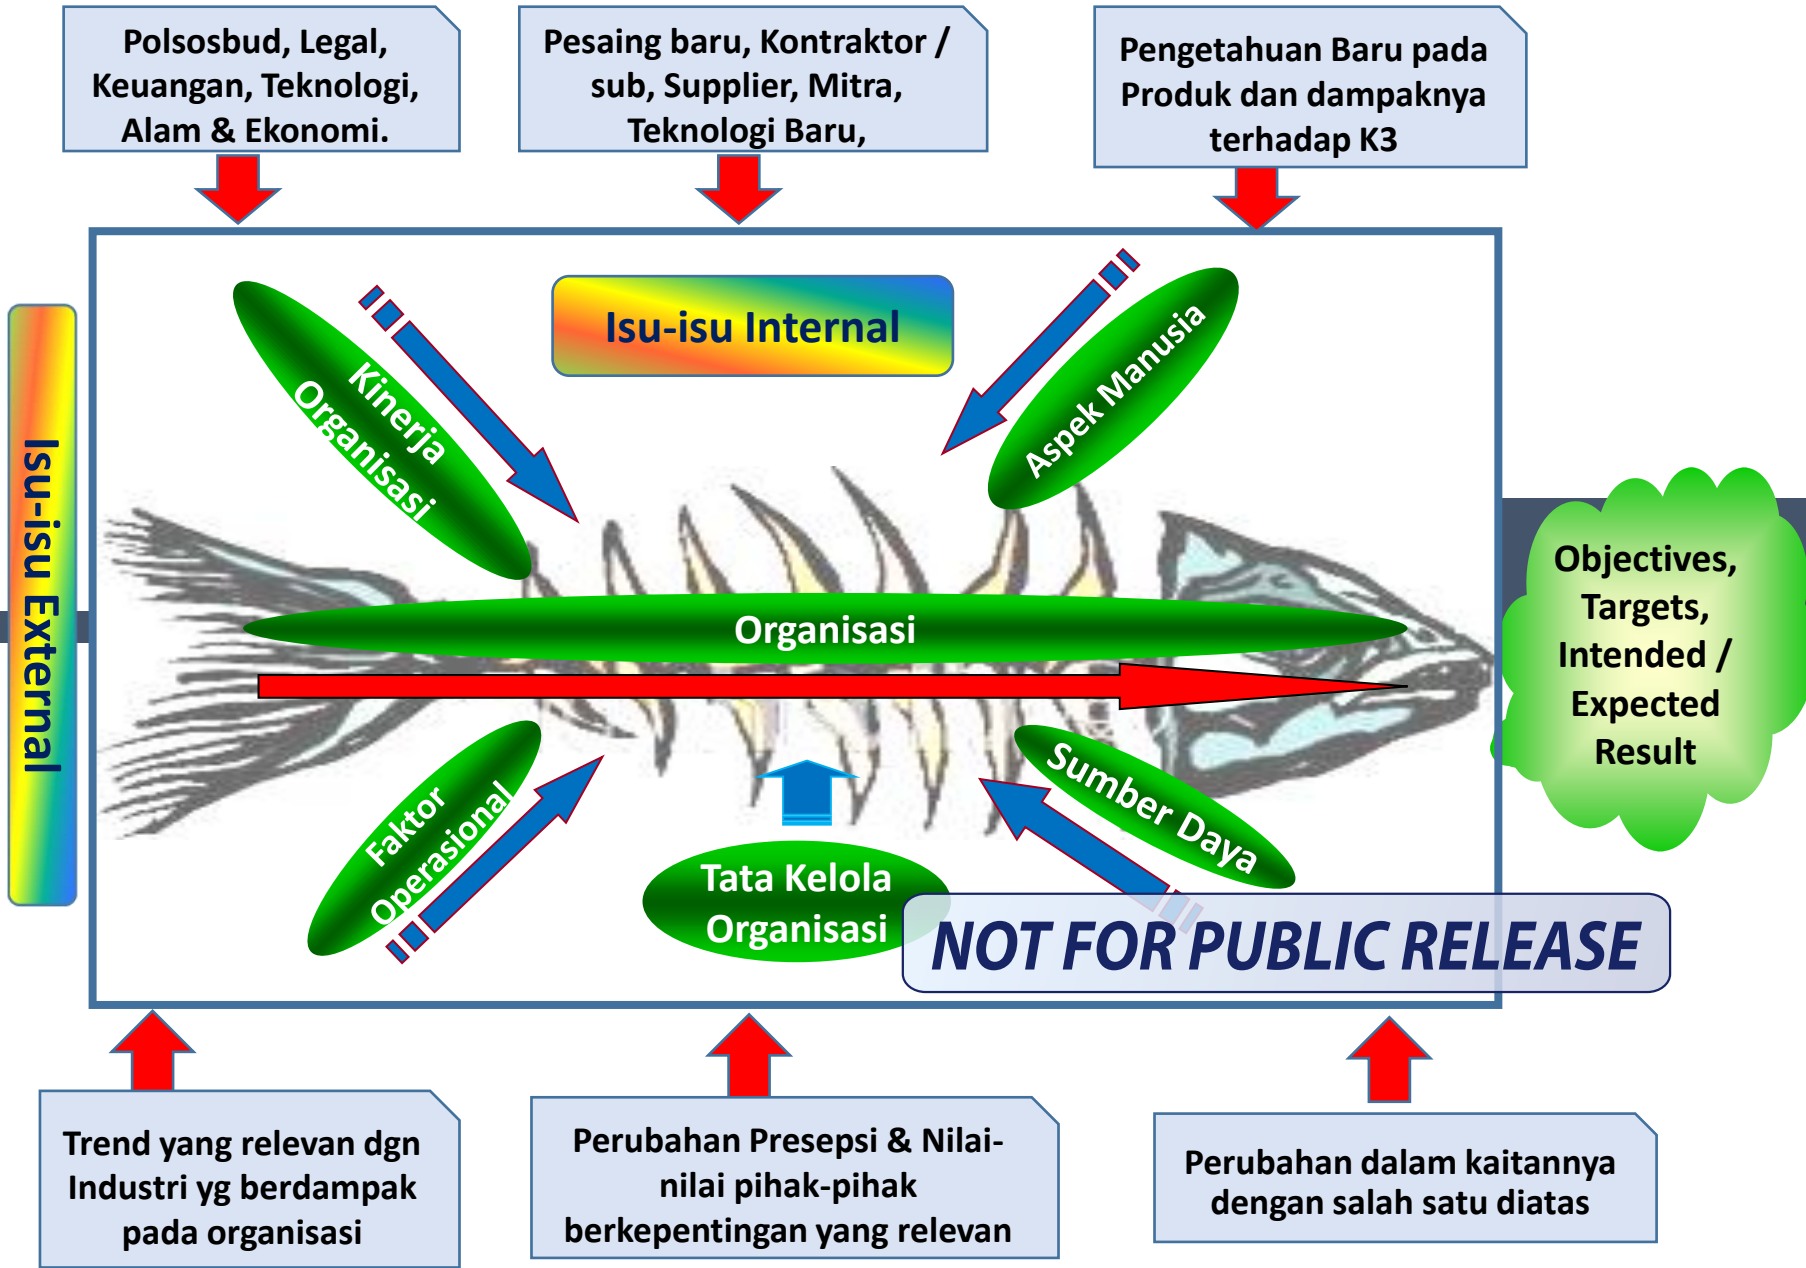 Polsosbud, Legal,
Keuangan, Teknologi,
Alam & Ekonomi.
Pesaing baru, Kontraktor /
sub, Supplier, Mitra,
Teknologi Baru,
Pengetahuan Baru pada
Produk dan dampaknya
terhadap K3
Isu-isu External
Isu-isu Internal
Kinerja
Organisasi
Aspek Manusia
Organisasi
Objectives,
Targets,
Intended /
Expected
Result
Faktor
Operasional
Tata Kelola
Organisasi
Sumber Daya
NOT FOR PUBLIC RELEASE
Trend yang relevan dgn
Industri yg berdampak
pada organisasi
Perubahan Presepsi & Nilai-
nilai pihak-pihak
berkepentingan yang relevan
Perubahan dalam kaitannya
dengan salah satu diatas